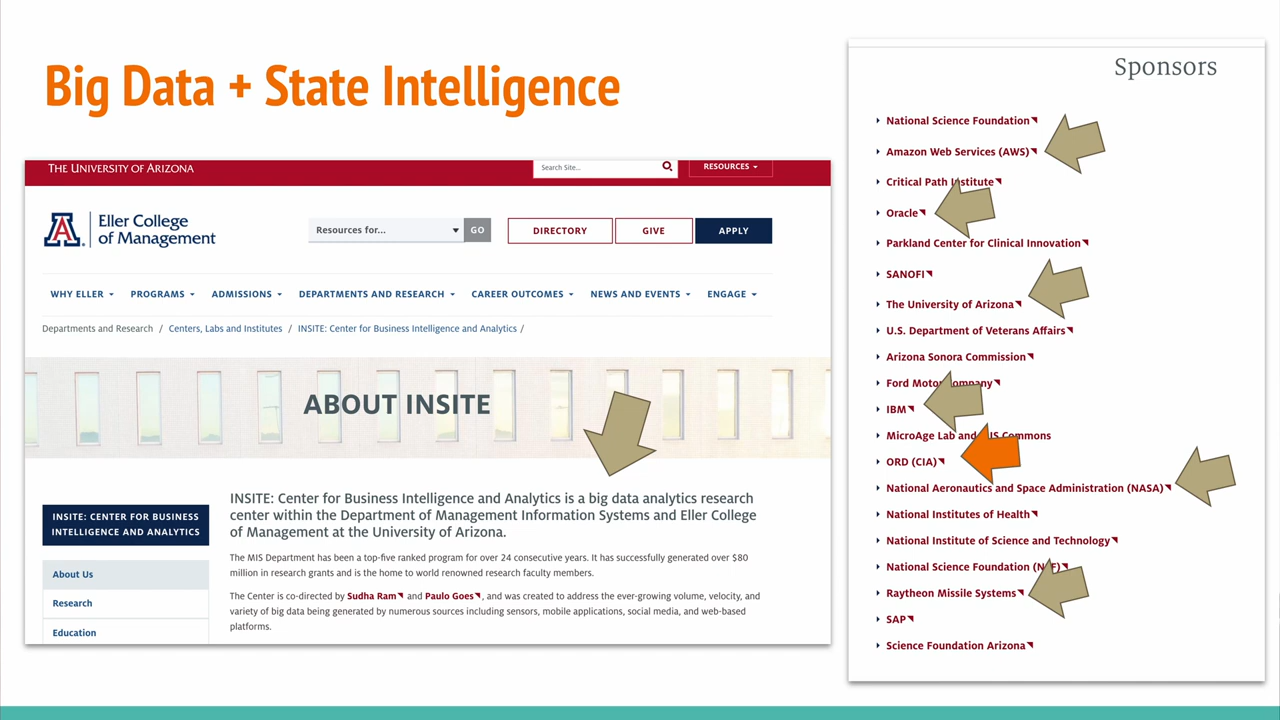 Big Data + State Intelligence
THE UNIVERSITY OF ARIZONA
Search Site...
RESOURCES
A
Eller College
of Management
Resources for...
GO
DIRECTORY
GIVE
APPLY
WHY ELLER
PROGRAMS
ADMISSIONS
DEPARTMENTS AND RESEARCH
CAREER OUTCOMES
NEWS AND EVENTS
ENGAGE
Departments and Research / Centers, Labs and Institutes / INSITE: Center for Business Intelligence and Analytics /
ABOUT INSITE
INSITE: CENTER FOR BUSINESS
INTELLIGENCE AND ANALYTICS
About Us
Research
Education
INSITE: Center for Business Intelligence and Analytics is a big data analytics research
center within the Department of Management Information Systems and Eller College
of Management at the University of Arizona.
The MIS Department has been a top-five ranked program for over 24 consecutive years. It has successfully generated over $80
million in research grants and is the home to world renowned research faculty members.
The Center is co-directed by Sudha Ram and Paulo Goes, and was created to address the ever-growing volume, velocity, and
variety of big data being generated by numerous sources including sensors, mobile applications, social media, and web-based
platforms.
Sponsors
National Science Foundation
Amazon Web Services (AWS)
Critical Path Institute
Oracle
Parkland Center for Clinical Innovation
SANOFI
The University of Arizona
U.S. Department of Veterans Affairs
Arizona Sonora Commission
Ford Motor Company
IBM
MicroAge Lab and MIS Commons
ORD (CIA)
National Aeronautics and Space Administration (NASA)
National Institutes of Health
National Institute of Science and Technology
National Science Foundation (NSF)
Raytheon Missile Systems
SAP
Science Foundation Arizona